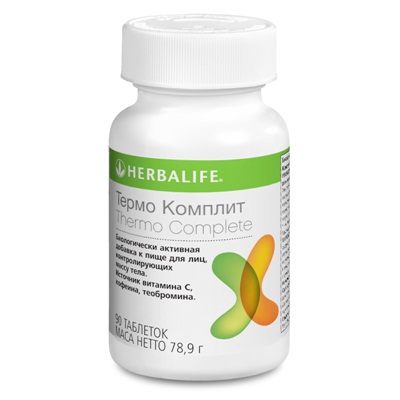 HERBALIFE®
Термо Комплит
Thermo Complete
Биологически активная
добавка к пище для лиц,
контролирующих
массу тела.
Источник витамина С,
кофеина, теобромина.
90 ТАБЛЕТОК
МАССА НЕТТО 78,9 г